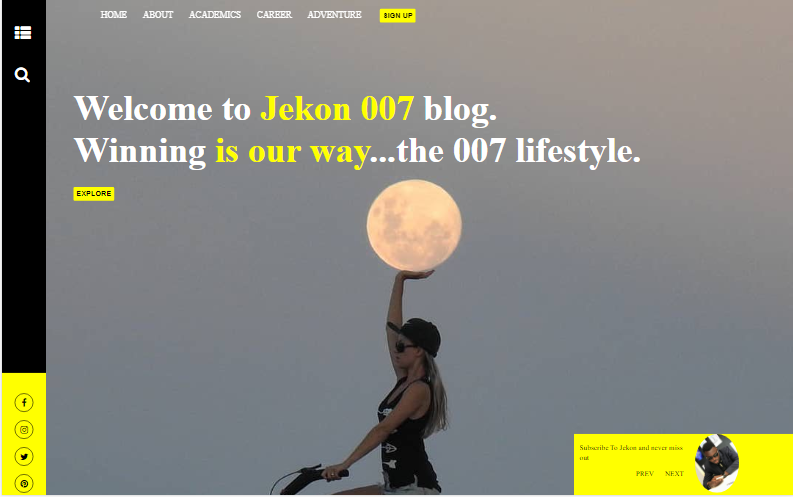 HOME ABOUT ACADEMICS CAREER ADVENTURE SIGN UP
Welcome to Jekon 007 blog.
Winning is our way...the 007 lifestyle.
EXPLORE
Subscribe To Jekon and never miss
out
PREV NEXT